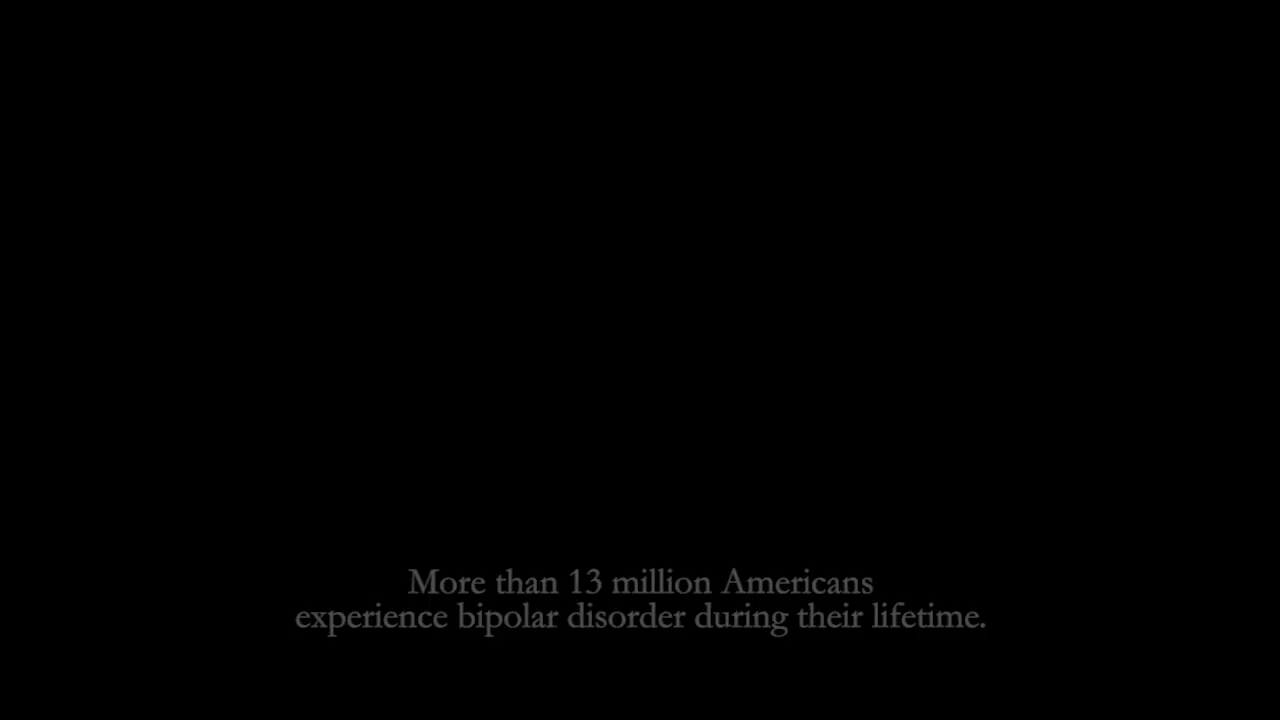 More than 13 million Americans
experience bipolar disorder during their lifetime.